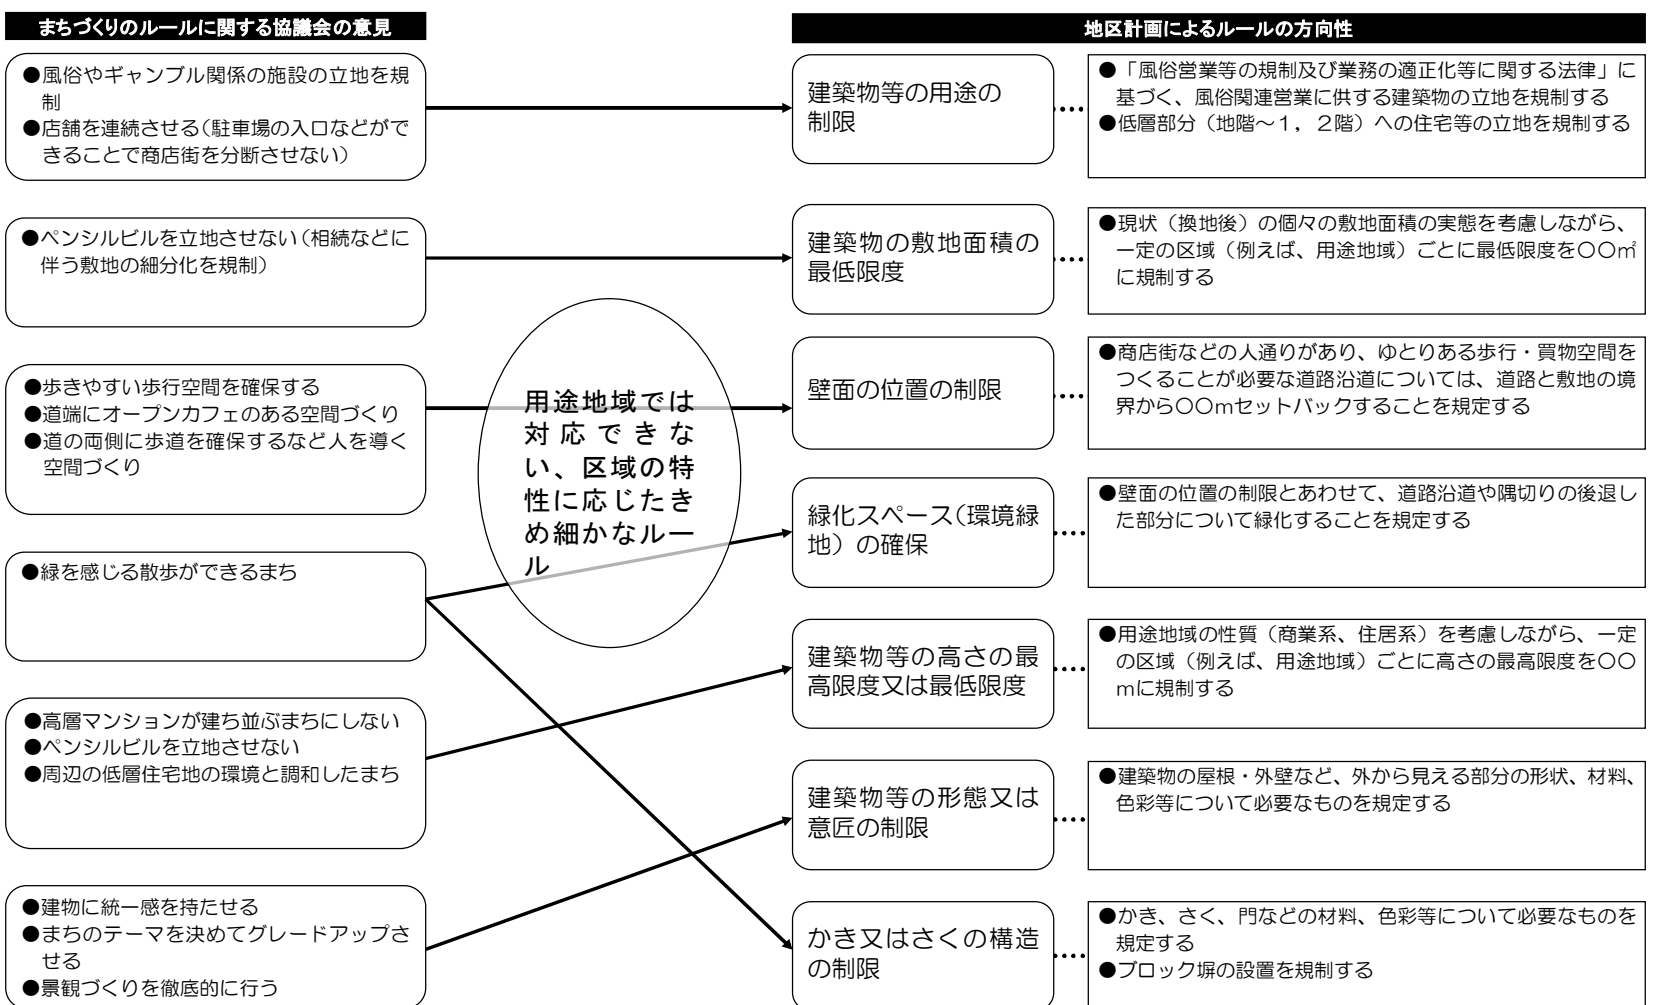 まちづくりのルールに関する協議会の意見
●風俗やギャンブル関係の施設の立地を規
制
●店舗を連続させる（駐車場の入口などがで
きることで商店街を分断させない）
●ペンシルビルを立地させない（相続などに
伴う敷地の細分化を規制）
●歩きやすい歩行空間を確保する
●道端にオープンカフェのある空間づくり
●道の両側に歩道を確保するなど人を導く
空間づくり
●緑を感じる散歩ができるまち
●高層マンションが建ち並ぶまちにしない
●ペンシルビルを立地させない
●周辺の低層住宅地の環境と調和したまち
●建物に統一感を持たせる
●まちのテーマを決めてグレードアップさ
せる
●景観づくりを徹底的に行う
用途地域では
対応できな
い、区域の特
性に応じたき
め細かなルー
ル
地区計画によるルールの方向性
建築物等の用途の
制限
●「風俗営業等の規制及び業務の適正化等に関する法律」に
基づく、風俗関連営業に供する建築物の立地を規制する
●低層部分（地階～１，２階）への住宅等の立地を規制する
建築物の敷地面積の
最低限度
●現状（換地後）の個々の敷地面積の実態を考慮しながら、
一定の区域（例えば、用途地域）ごとに最低限度を〇〇㎡
に規制する
壁面の位置の制限
●商店街などの人通りがあり、ゆとりある歩行・買物空間を
つくることが必要な道路沿道については、道路と敷地の境
界から〇〇ｍセットバックすることを規定する
緑化スペース（環境緑
地）の確保
●壁面の位置の制限とあわせて、道路沿道や隅切りの後退し
た部分について緑化することを規定する
建築物等の高さの最
高限度又は最低限度
●用途地域の性質（商業系、住居系）を考慮しながら、一定
の区域（例えば、用途地域）ごとに高さの最高限度を〇〇
ｍに規制する
建築物等の形態又は
意匠の制限
●建築物の屋根・外壁など、外から見える部分の形状、材料、
色彩等について必要なものを規定する
かき又はさくの構造
の制限
●かき、さく、門などの材料、色彩等について必要なものを
規定する
●ブロック塀の設置を規制する